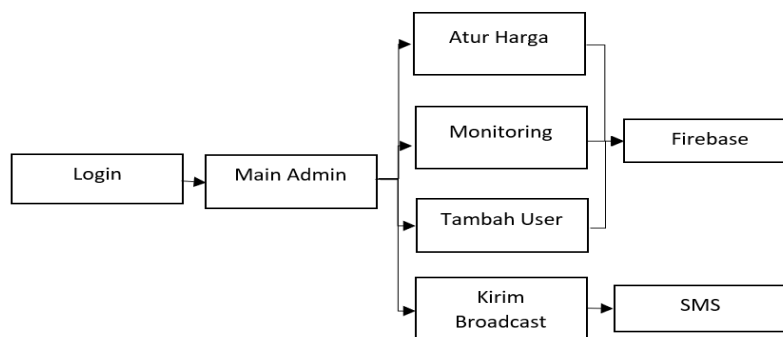 Atur Harga
Monitoring
Firebase
Login
Main Admin
Tambah User
Kirim
Broadcast
SMS